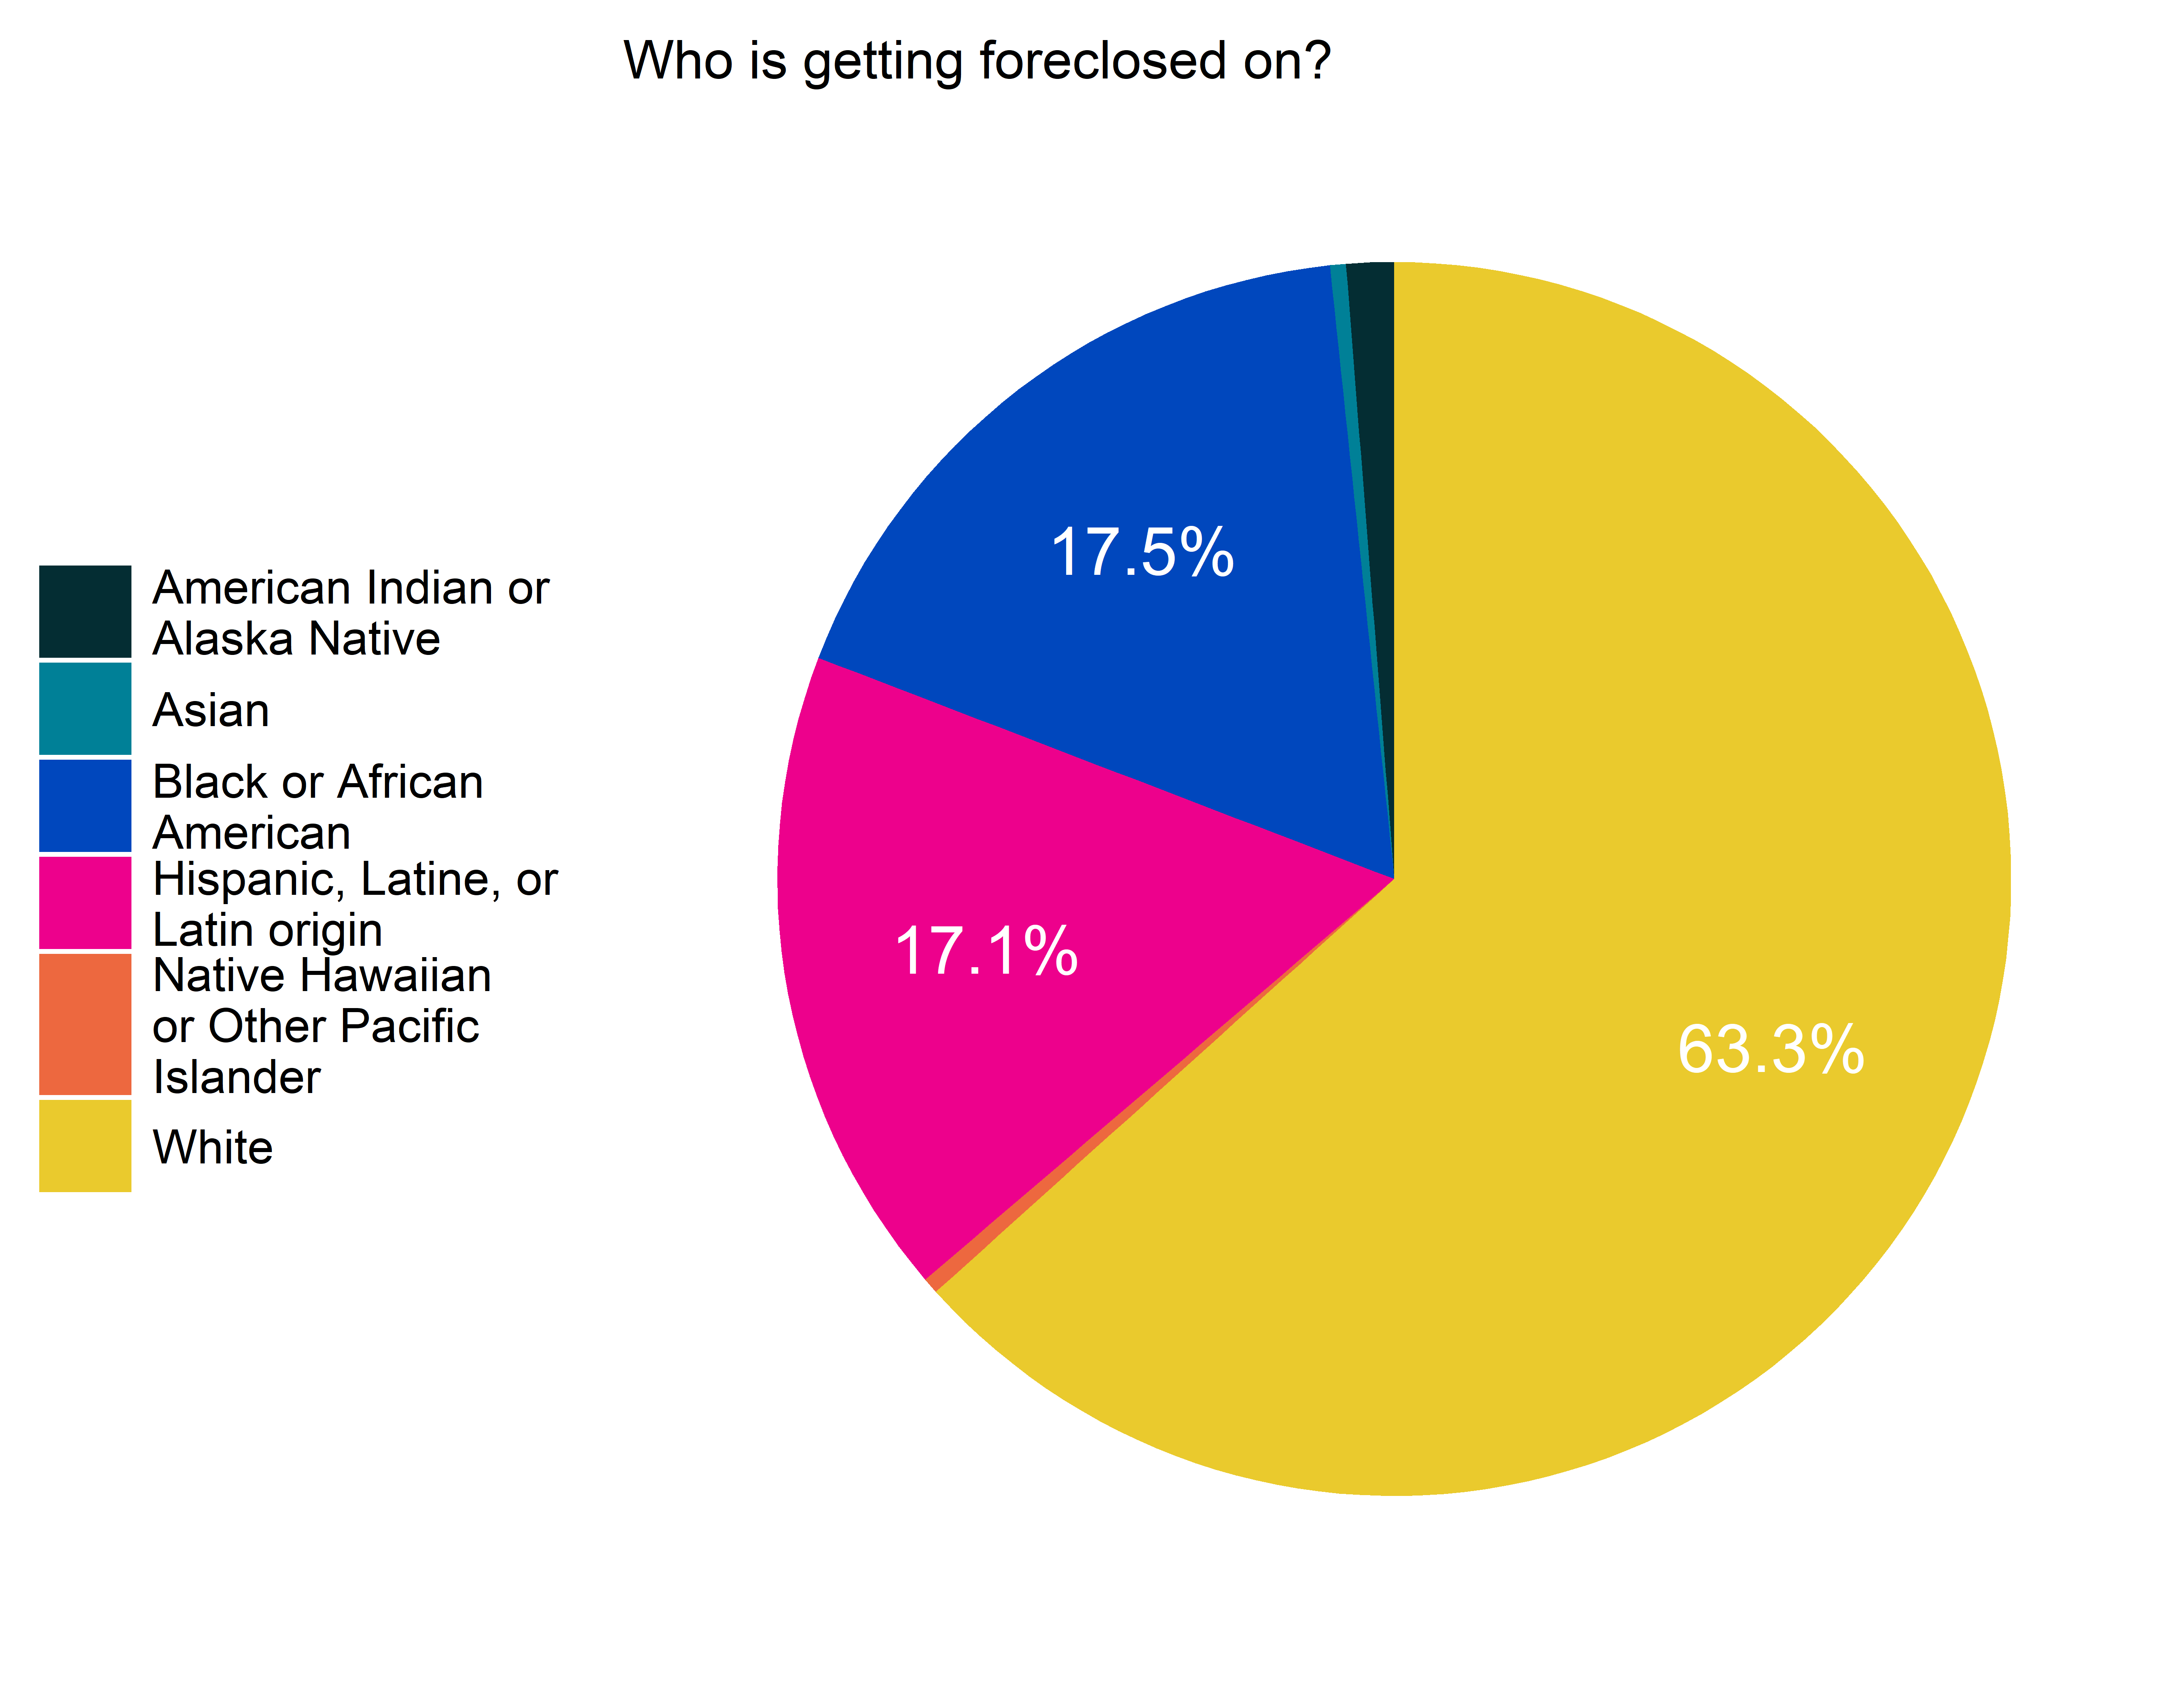 Who is getting foreclosed on?
American Indian or
Alaska Native
Asian
Black or African
American
Hispanic, Latine, or
Latin origin
Native Hawaiian
or Other Pacific
Islander
White
17.5%
17.1%
63.3%